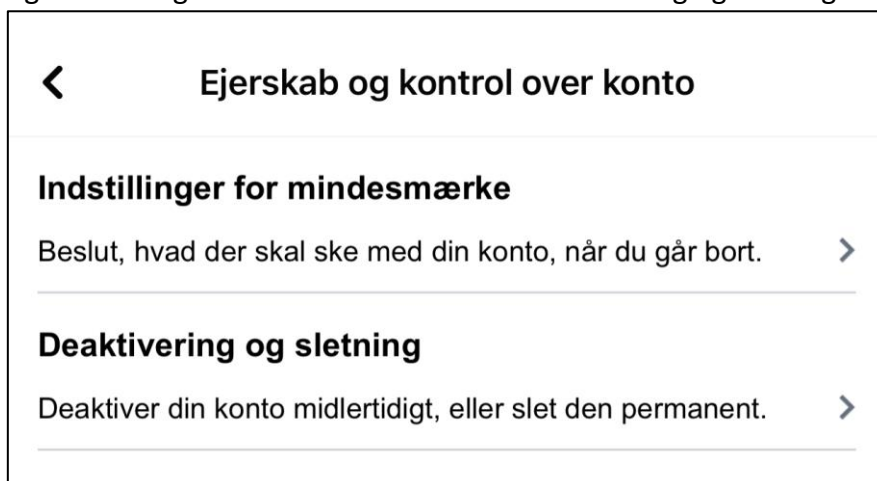 Ejerskab og kontrol over konto
Indstillinger for mindesmærke
Beslut, hvad der skal ske med din konto, når du går bort.
Deaktivering og sletning
Deaktiver din konto midlertidigt, eller slet den permanent.